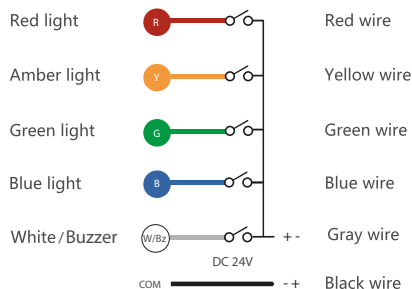 Red light R Red wire
Amber light Y Yellow wire
Green light G Green wire
Blue light B Blue wire
White/Buzzer W/Bz + - Gray wire
DC 24V
COM - + Black wire